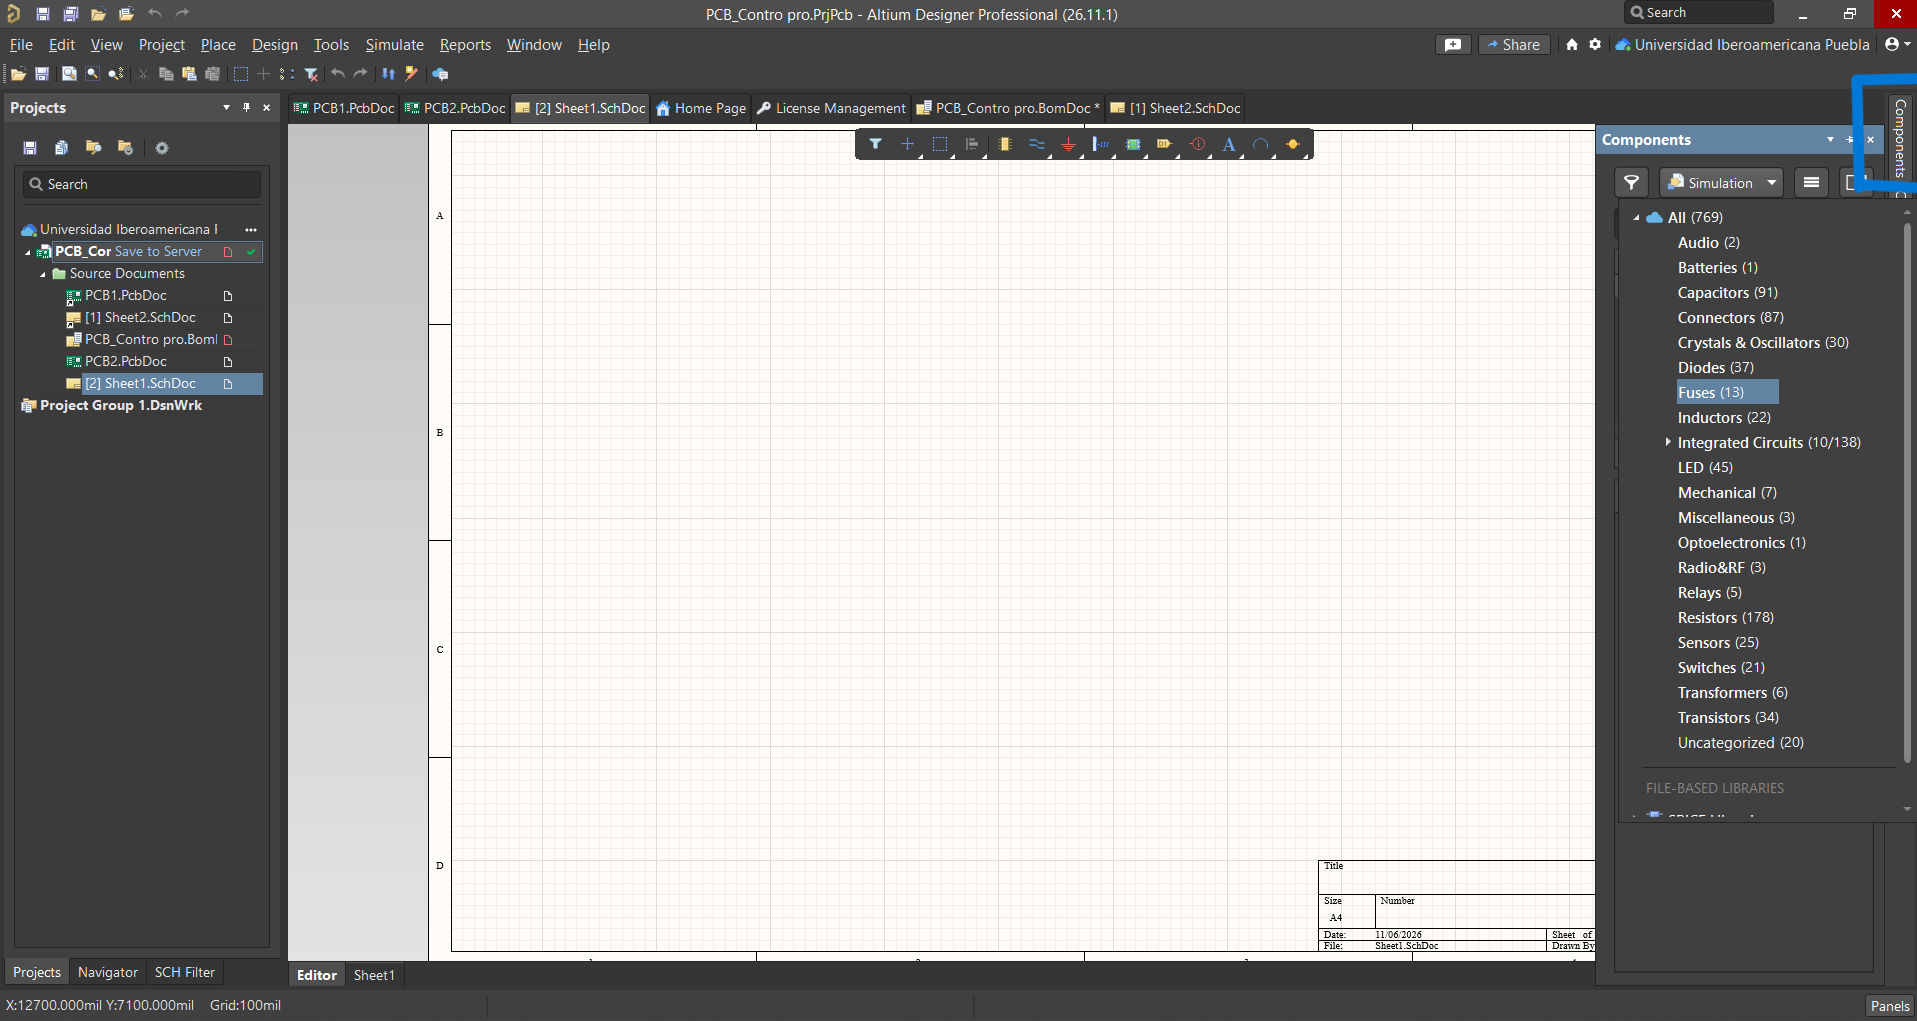 PCB_Contro pro.PrjPcb - Altium Designer Professional (26.11.1)
Search
File Edit View Project Place Design Tools Simulate Reports Window Help
Share
Universidad Iberoamericana Puebla
Projects
PCB1.PcbDoc
PCB2.PcbDoc
[2] Sheet1.SchDoc
Home Page
License Management
PCB_Contro pro.BomDoc *
[1] Sheet2.SchDoc
Search
Universidad Iberoamericana
PCB_Cor Save to Server
Source Documents
PCB1.PcbDoc
[1] Sheet2.SchDoc
PCB_Contro pro.Bom
PCB2.PcbDoc
[2] Sheet1.SchDoc
Project Group 1.DsnWrk
Projects Navigator SCH Filter
A
B
C
D
Title
Size
Number
A4
Date: 11/06/2026
Sheet of
File: Sheet1.SchDoc
Drawn By
Editor Sheet1
Components
Components
Simulation
All (769)
Audio (2)
Batteries (1)
Capacitors (91)
Connectors (87)
Crystals & Oscillators (30)
Diodes (37)
Fuses (13)
Inductors (22)
Integrated Circuits (10/138)
LED (45)
Mechanical (7)
Miscellaneous (3)
Optoelectronics (1)
Radio&RF (3)
Relays (5)
Resistors (178)
Sensors (25)
Switches (21)
Transformers (6)
Transistors (34)
Uncategorized (20)
FILE-BASED LIBRARIES
X:12700.000mil Y:7100.000mil Grid:100mil
Panels